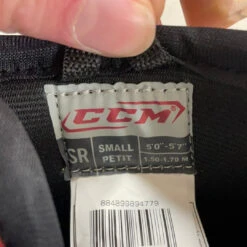 CCM
SR SMALL 5'0"-5'7"
PETIT 1.50-1.70 M
884899894779